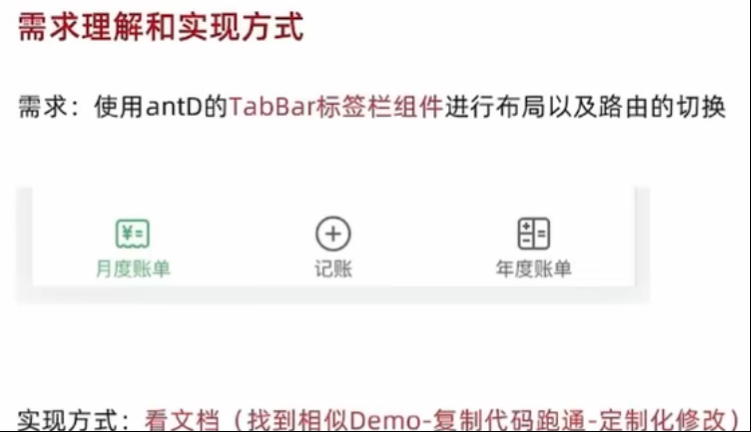 需求理解和实现方式
需求：使用antD的TabBar标签栏组件进行布局以及路由的切换
¥=
月度账单 记账 年度账单
实现方式：看文档（找到相似Demo-复制代码跑通-定制化修改）